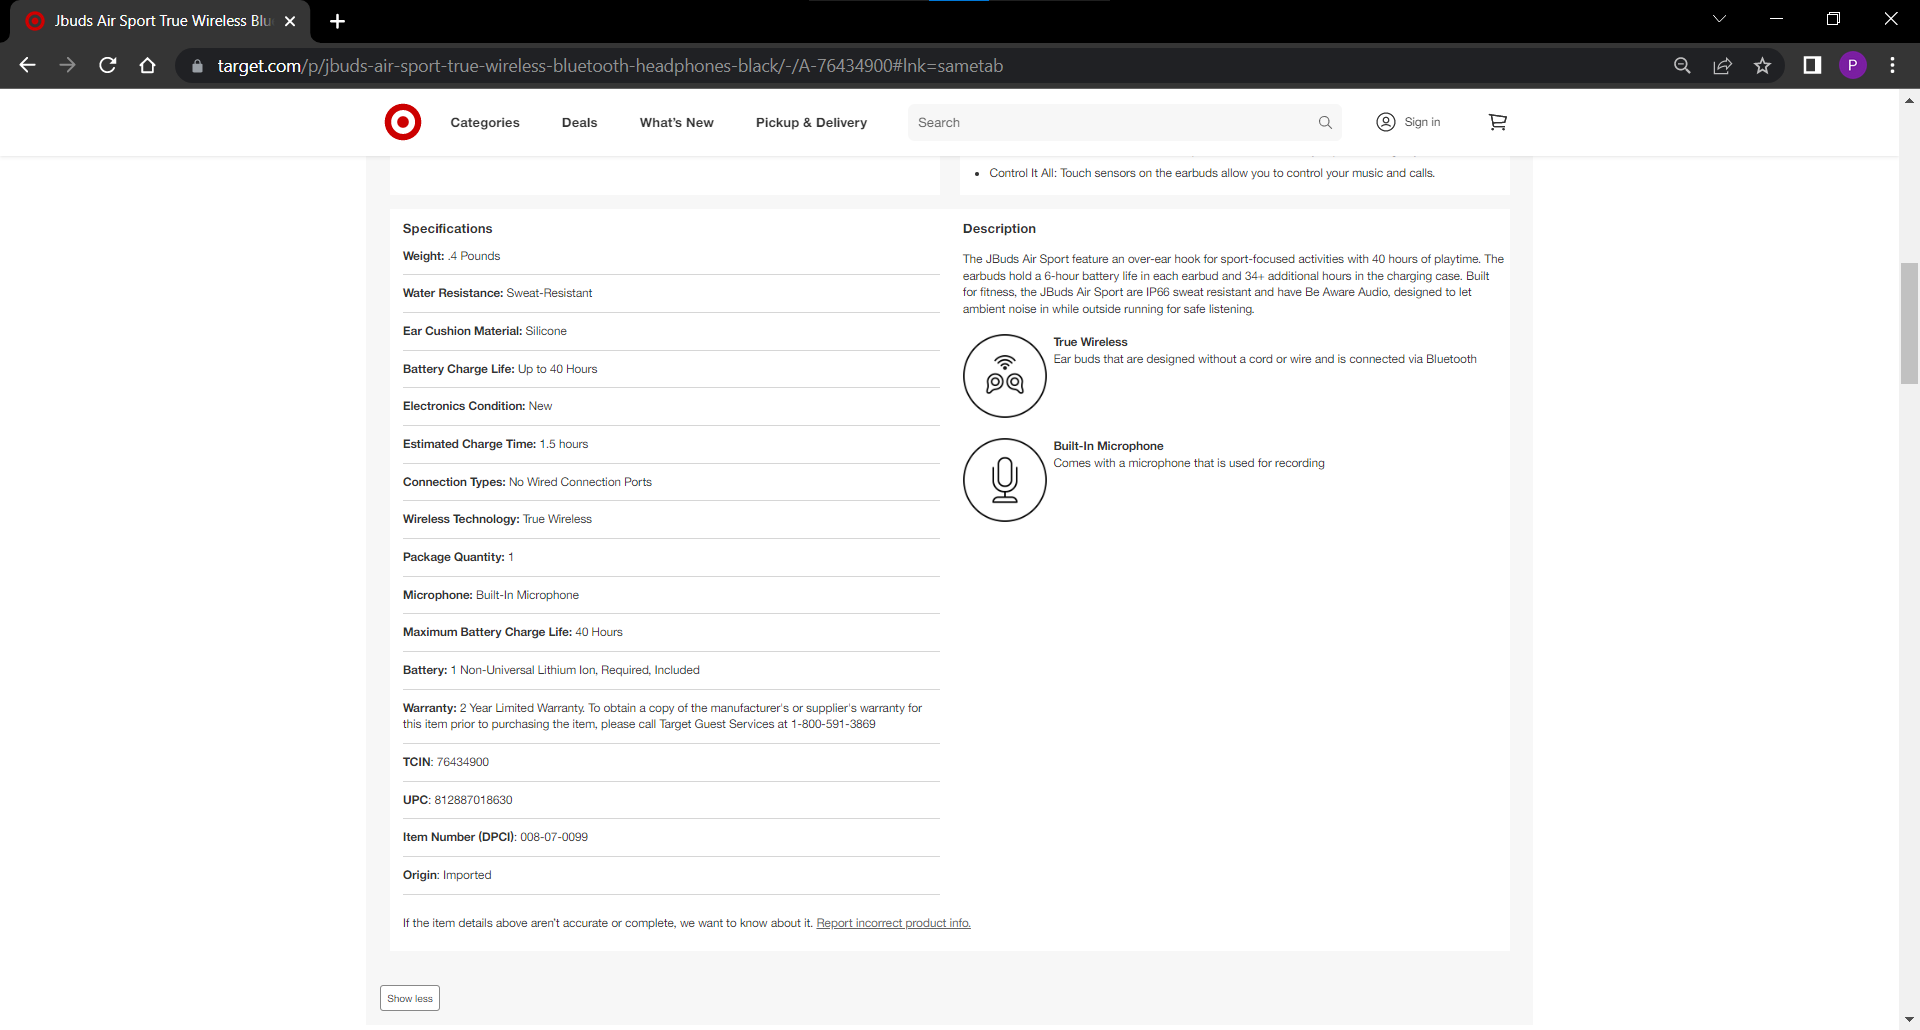 Jbuds Air Sport True Wireless Blu
target.com/p/jbuds-air-sport-true-wireless-bluetooth-headphones-black/-/A-76434900#lnk=sametab
P
Categories
Deals
What's New
Pickup & Delivery
Search
Sign in
• Control It All: Touch sensors on the earbuds allow you to control your music and calls.
Specifications
Weight: .4 Pounds
Water Resistance: Sweat-Resistant
Ear Cushion Material: Silicone
Battery Charge Life: Up to 40 Hours
Electronics Condition: New
Estimated Charge Time: 1.5 hours
Connection Types: No Wired Connection Ports
Wireless Technology: True Wireless
Package Quantity: 1
Microphone: Built-In Microphone
Maximum Battery Charge Life: 40 Hours
Battery: 1 Non-Universal Lithium Ion, Required, Included
Warranty: 2 Year Limited Warranty. To obtain a copy of the manufacturer's or supplier's warranty for
this item prior to purchasing the item, please call Target Guest Services at 1-800-591-3869
TCIN: 76434900
UPC: 812887018630
Item Number (DPCI): 008-07-0099
Origin: Imported
Description
The JBuds Air Sport feature an over-ear hook for sport-focused activities with 40 hours of playtime. The
earbuds hold a 6-hour battery life in each earbud and 34+ additional hours in the charging case. Built
for fitness, the JBuds Air Sport are IP66 sweat resistant and have Be Aware Audio, designed to let
ambient noise in while outside running for safe listening.
True Wireless
Ear buds that are designed without a cord or wire and is connected via Bluetooth
Built-In Microphone
Comes with a microphone that is used for recording
If the item details above aren't accurate or complete, we want to know about it. Report incorrect product info.
Show less